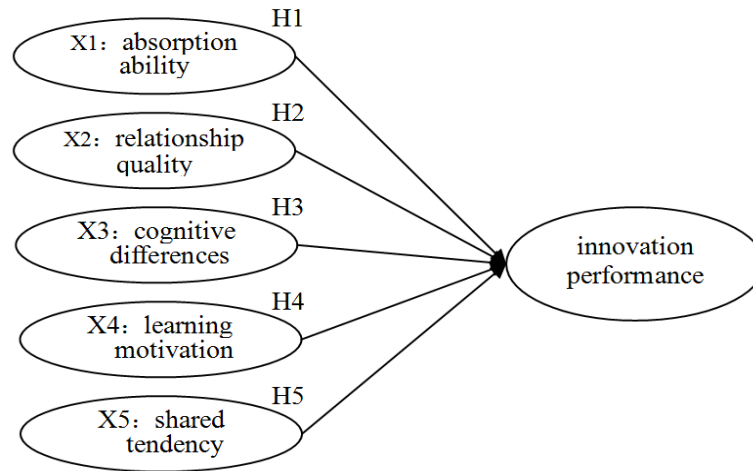 H1
X1：absorption
ability
H2
X2：relationship
quality
H3
X3：cognitive
differences
innovation
performance
H4
X4：learning
motivation
H5
X5：shared
tendency